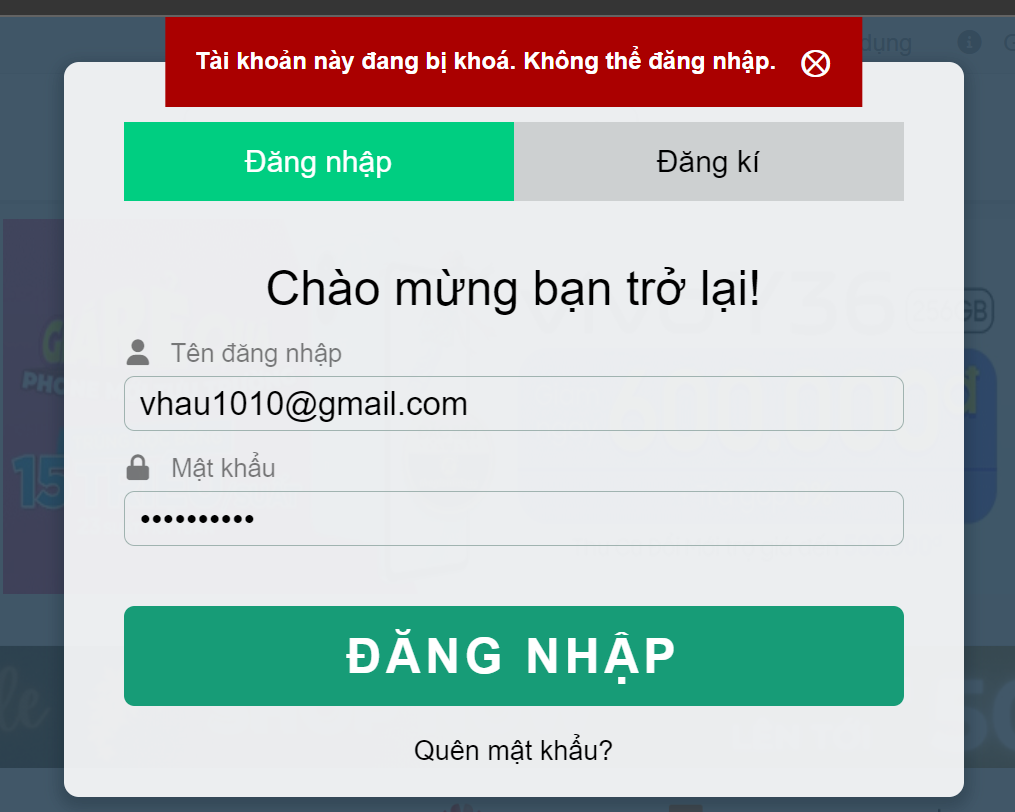 Tài khoản này đang bị khoá. Không thể đăng nhập.
dụng
Đăng nhập
Đăng kí
Chào mừng bạn trở lại!
Tên đăng nhập
vhau1010@gmail.com
Mật khẩu
••••••••••
ĐĂNG NHẬP
Quên mật khẩu?